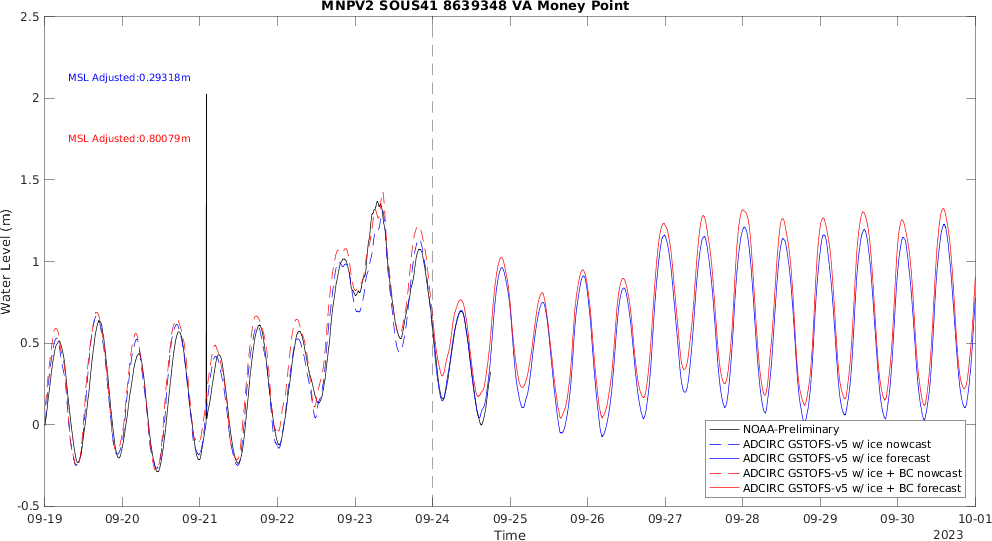 MNPV2 SOUS41 8639348 VA Money Point
2.5
2
1.5
1
0.5
0
-0.5
Water Level (m)
MSL Adjusted:0.29318m
MSL Adjusted:0.80079m
NOAA-Preliminary
ADCIRC GSTOFS-v5 w/ ice nowcast
ADCIRC GSTOFS-v5 w/ ice forecast
ADCIRC GSTOFS-v5 w/ ice + BC nowcast
ADCIRC GSTOFS-v5 w/ ice + BC forecast
09-19 09-20 09-21 09-22 09-23 09-24 09-25 09-26 09-27 09-28 09-29 09-30 10-01
Time
2023